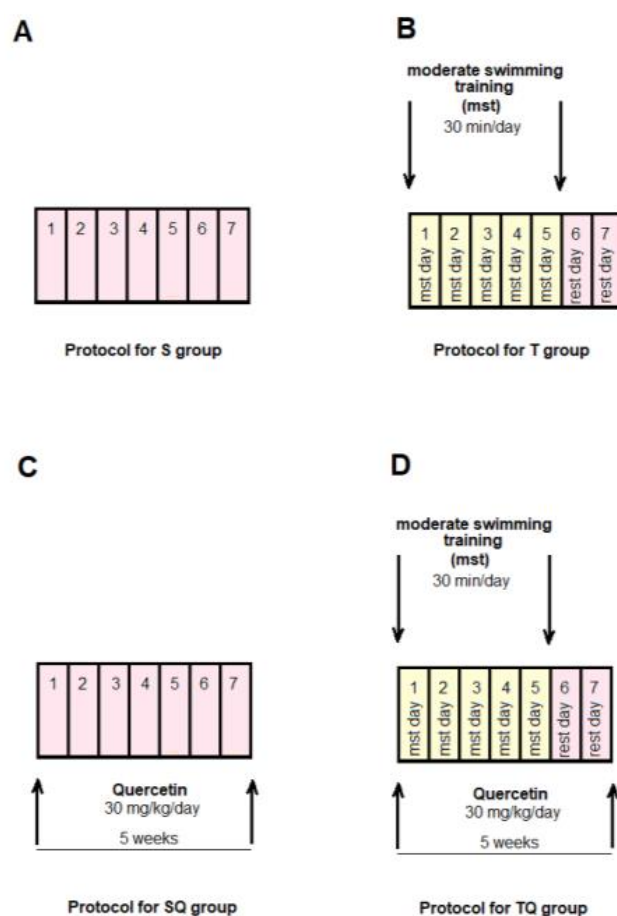 A
1 2 3 4 5 6 7
Protocol for S group
B
moderate swimming
training
(mst)
30 min/day
1 2 3 4 5 6 7
mst day mst day mst day mst day mst day rest day rest day
Protocol for T group
C
1 2 3 4 5 6 7
Quercetin
30 mg/kg/day
5 weeks
Protocol for SQ group
D
moderate swimming
training
(mst)
30 min/day
1 2 3 4 5 6 7
mst day mst day mst day mst day mst day rest day rest day
Quercetin
30 mg/kg/day
5 weeks
Protocol for TQ group